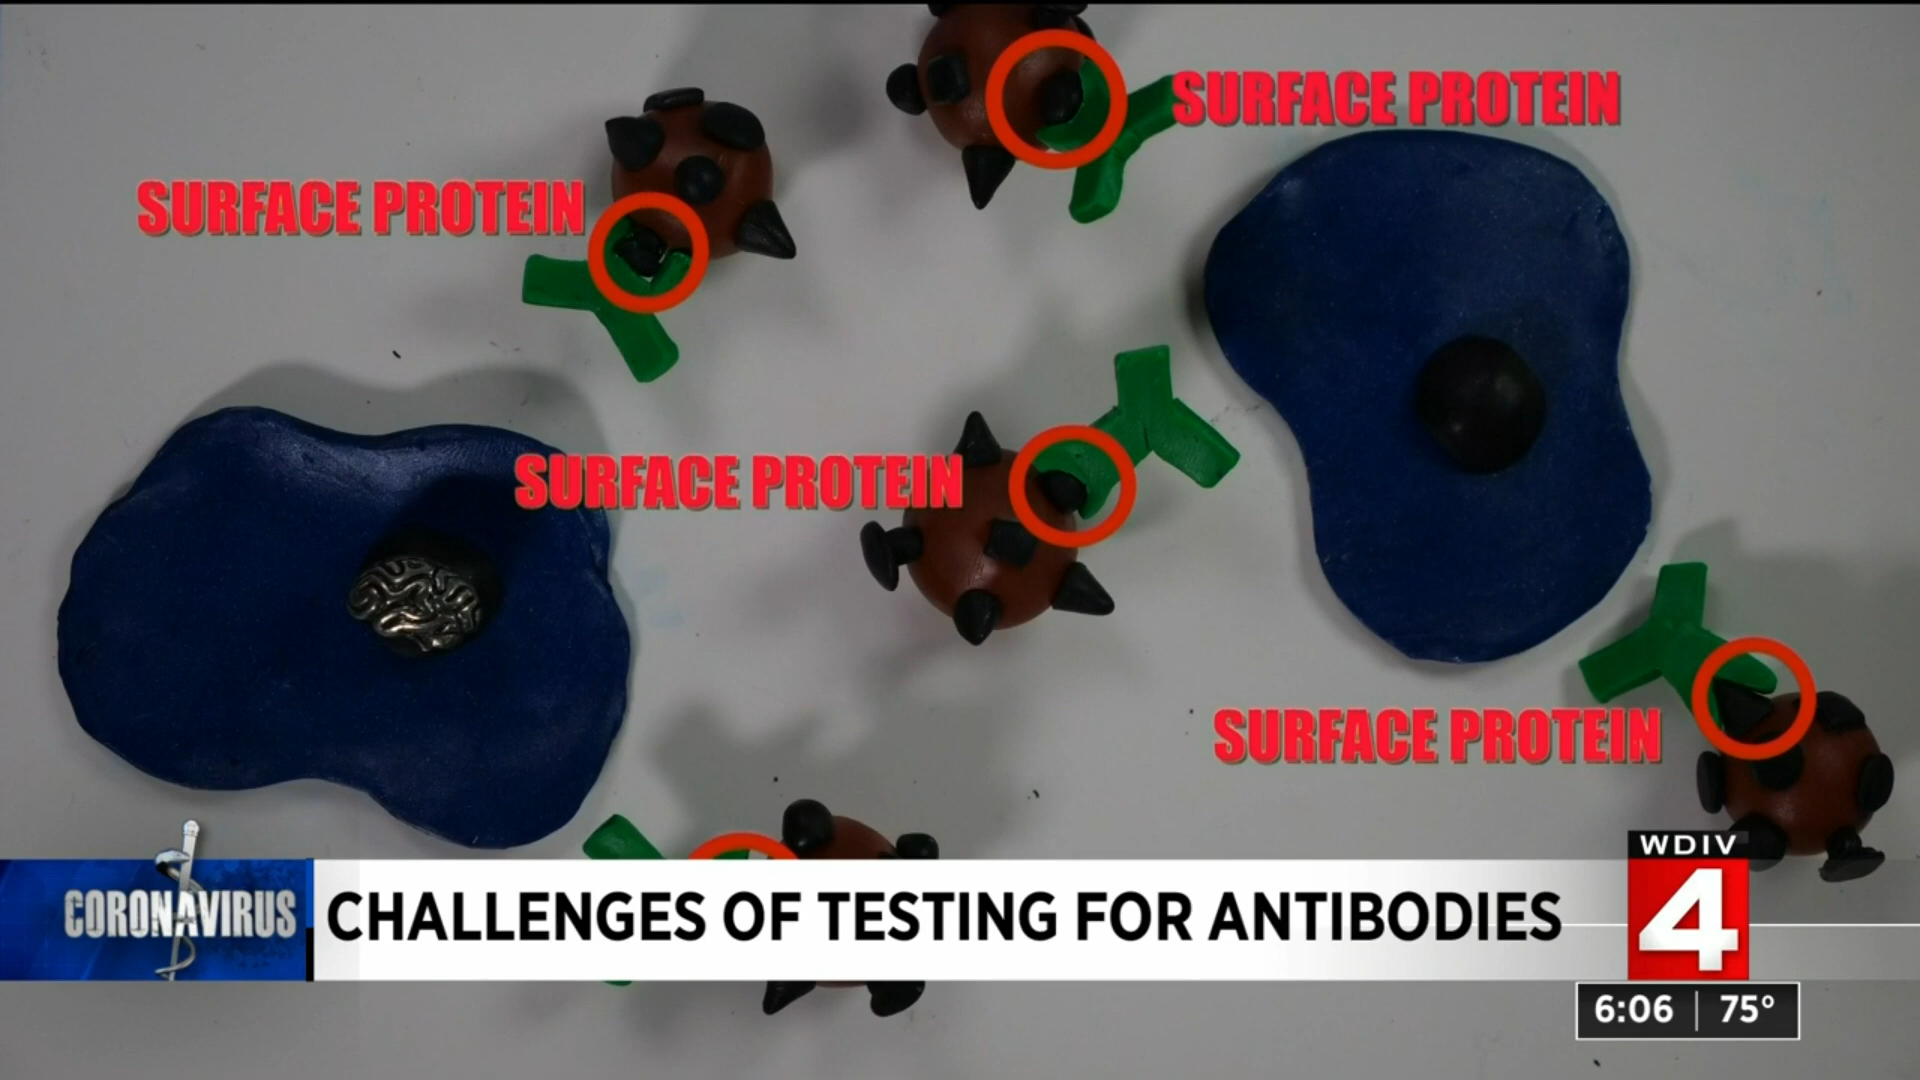 SURFACE PROTEIN
SURFACE PROTEIN
SURFACE PROTEIN
SURFACE PROTEIN
WDIV
4
CORONAVIRUS
CHALLENGES OF TESTING FOR ANTIBODIES
6:06 75°